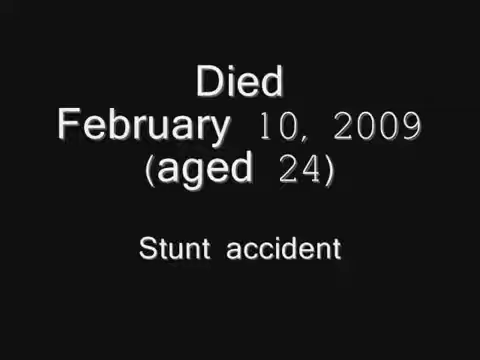 Died
February 10, 2009
(aged 24)
Stunt accident